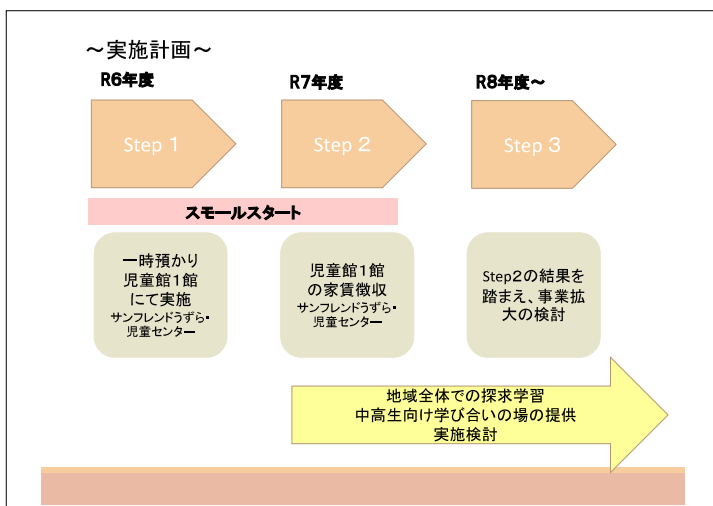 ～実施計画～
R6年度
R7年度
R8年度～
Step 1
Step 2
Step 3
スモールスタート
一時預かり
児童館1館
にて実施
サンフレンドうずら・
児童センター
児童館1館
の家賃徴収
サンフレンドうずら・
児童センター
Step2の結果を
踏まえ、事業拡
大の検討
地域全体での探求学習
中高生向け学び合いの場の提供
実施検討